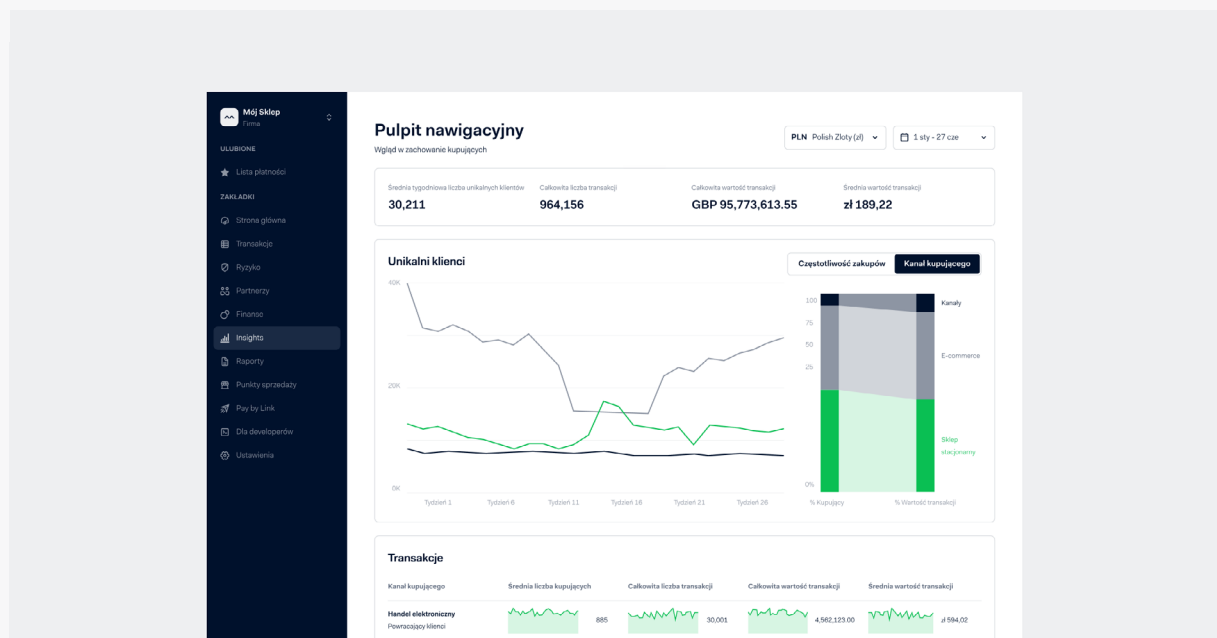 Mój Sklep
Firma
ULUBIONE
Lista płatności
ZAKŁADKI
Strona główna
Transakcje
Ryzyko
Partnerzy
Finanse
Insights
Raporty
Punkty sprzedaży
Pay by Link
Dla developerów
Ustawienia
Pulpit nawigacyjny
Wgląd w zachowanie kupujących
PLN Polish Zloty (zł)
1 sty - 27 cze
Średnia tygodniowa liczba unikalnych klientów
30,211
Całkowita liczba transakcji
964,156
Całkowita wartość transakcji
GBP 95,773,613.55
Średnia wartość transakcji
zł 189,22
Unikalni klienci
Częstotliwość zakupów
Kanał kupującego
40K
20K
0K
Tydzień 1
Tydzień 6
Tydzień 11
Tydzień 16
Tydzień 21
Tydzień 26
100
75
50
25
0%
Kanały
E-commerce
Sklep
stacjonarny
% Kupujący
% Wartość transakcji
Transakcje
Kanał kupującego
Średnia liczba kupujących
Całkowita liczba transakcji
Całkowita wartość transakcji
Średnia wartość transakcji
Handel elektroniczny
Powracający klienci
885
30,001
4,562,123.00
zł 594,02